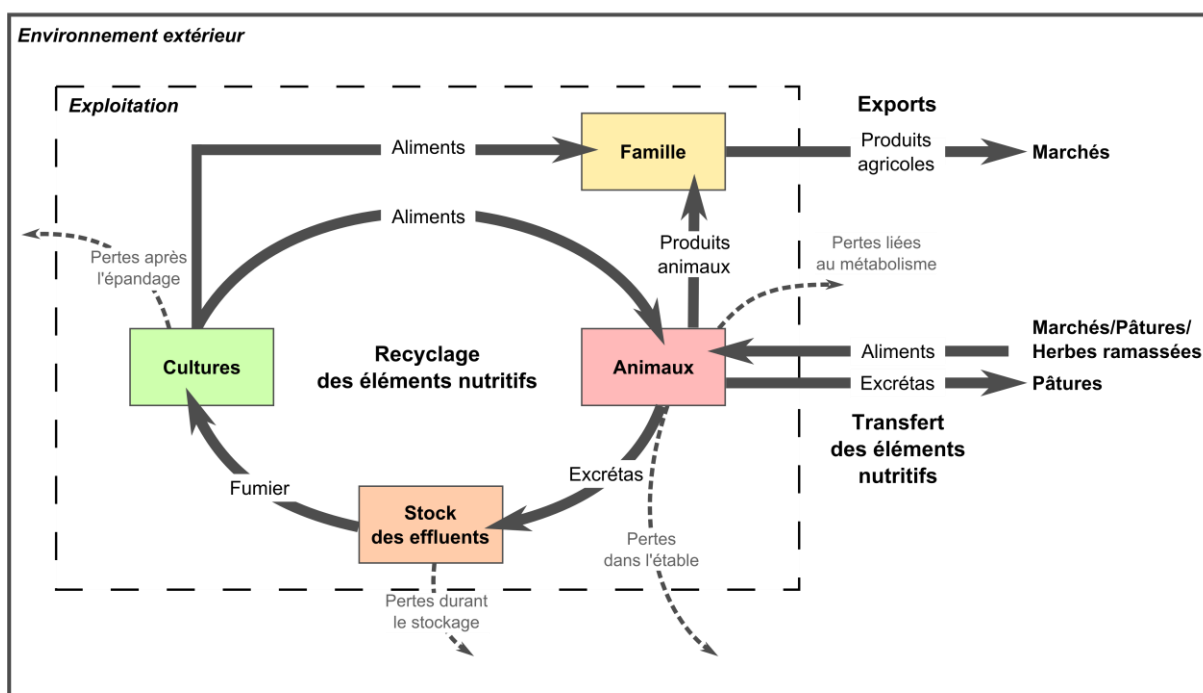 Environnement extérieur
Exploitation
Exports
Aliments
Famille
Produits
agricoles
Marchés
Aliments
Pertes après
l'épandage
Produits
animaux
Pertes liées
au métabolisme
Cultures
Recyclage
des éléments nutritifs
Animaux
Aliments
Marchés/Pâtures/
Herbes ramassées
Excrétas
Pâtures
Transfert
des éléments
nutritifs
Fumier
Excrétas
Stock
des effluents
Pertes
dans l'étable
Pertes durant
le stockage